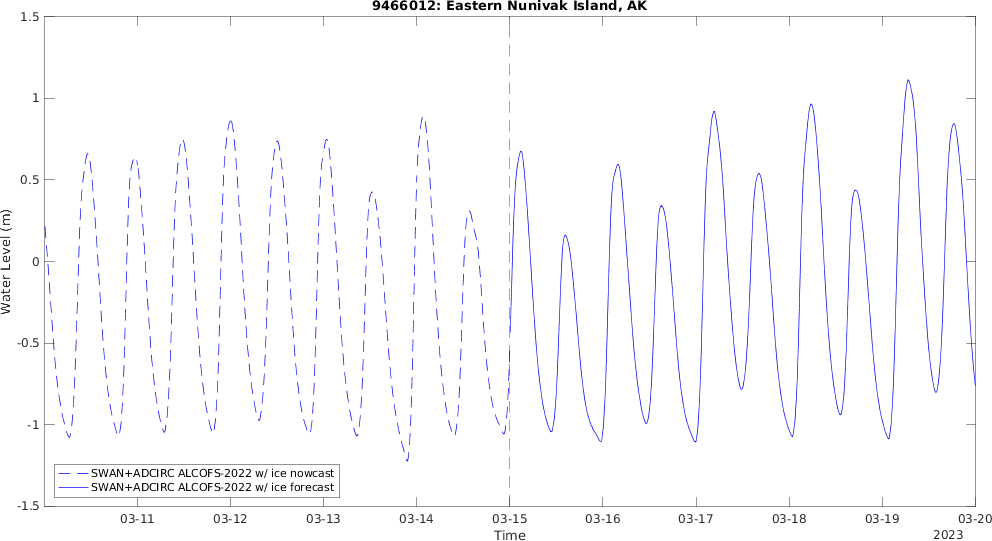 9466012: Eastern Nunivak Island, AK
1.5
1
0.5
0
-0.5
-1
-1.5
Water Level (m)
SWAN+ADCIRC ALCOFS-2022 w/ ice nowcast
SWAN+ADCIRC ALCOFS-2022 w/ ice forecast
03-11 03-12 03-13 03-14 03-15 03-16 03-17 03-18 03-19 03-20
Time
2023